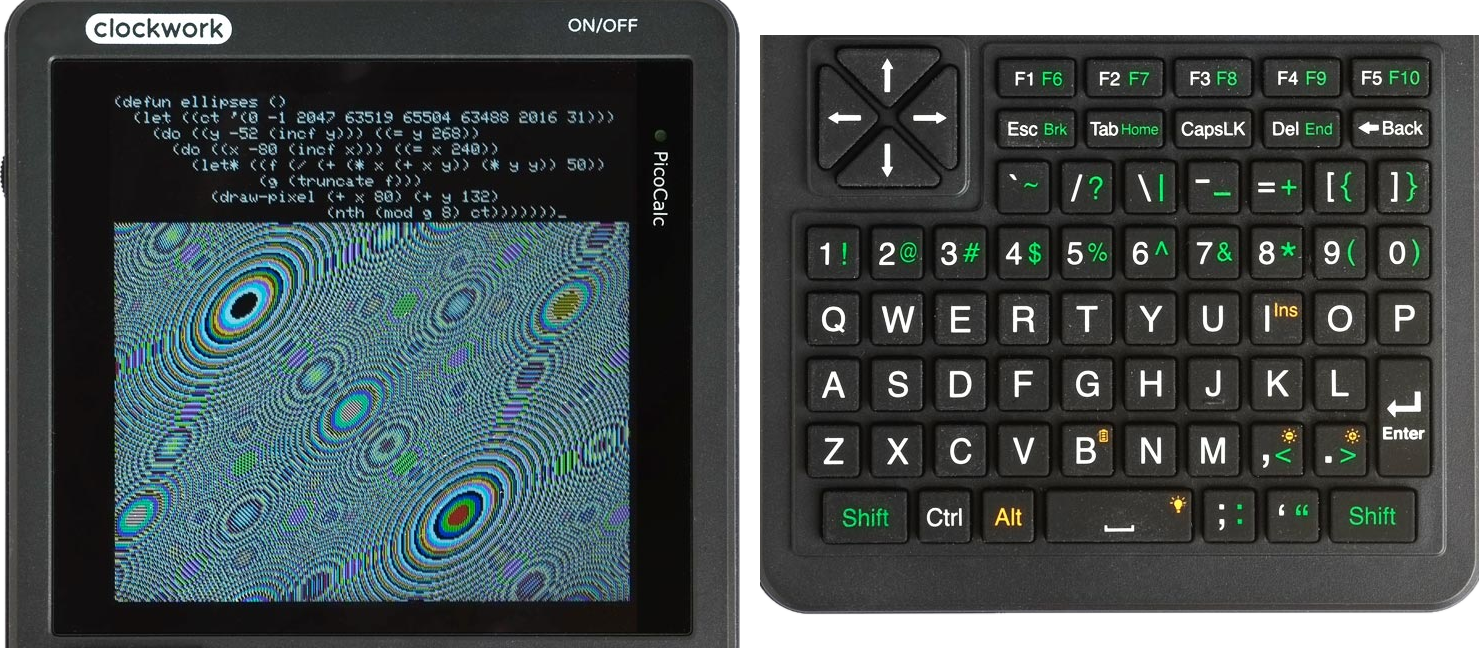 clockwork
ON/OFF
(defun ellipses ()
(let ((ct '(0 -1 2047 63519 65504 63488 2016 31)))
(do ((y -52 (incf y))) ((= y 268))
(do ((x -80 (incf x))) ((= x 240))
(let* ((f (/ (+ (* x (+ x y)) (* y y)) 50))
(g (truncate f)))
(draw-pixel (+ x 80) (+ y 132)
(nth (mod g 8) ct)))))))_
PicoCalc
F1 F6 F2 F7 F3 F8 F4 F9 F5 F10
Esc Brk Tab Home CapsLK Del End ←Back
↑ ← → ↓
` ~ / ? \ | - _ = + [ { ] }
1 ! 2 @ 3 # 4 $ 5 % 6 ^ 7 & 8 * 9 ( 0 )
Q W E R T Y U I Ins O P
A S D F G H J K L
Enter
Z X C V B N M , < . >
Shift Ctrl Alt ; : ‘ “ Shift